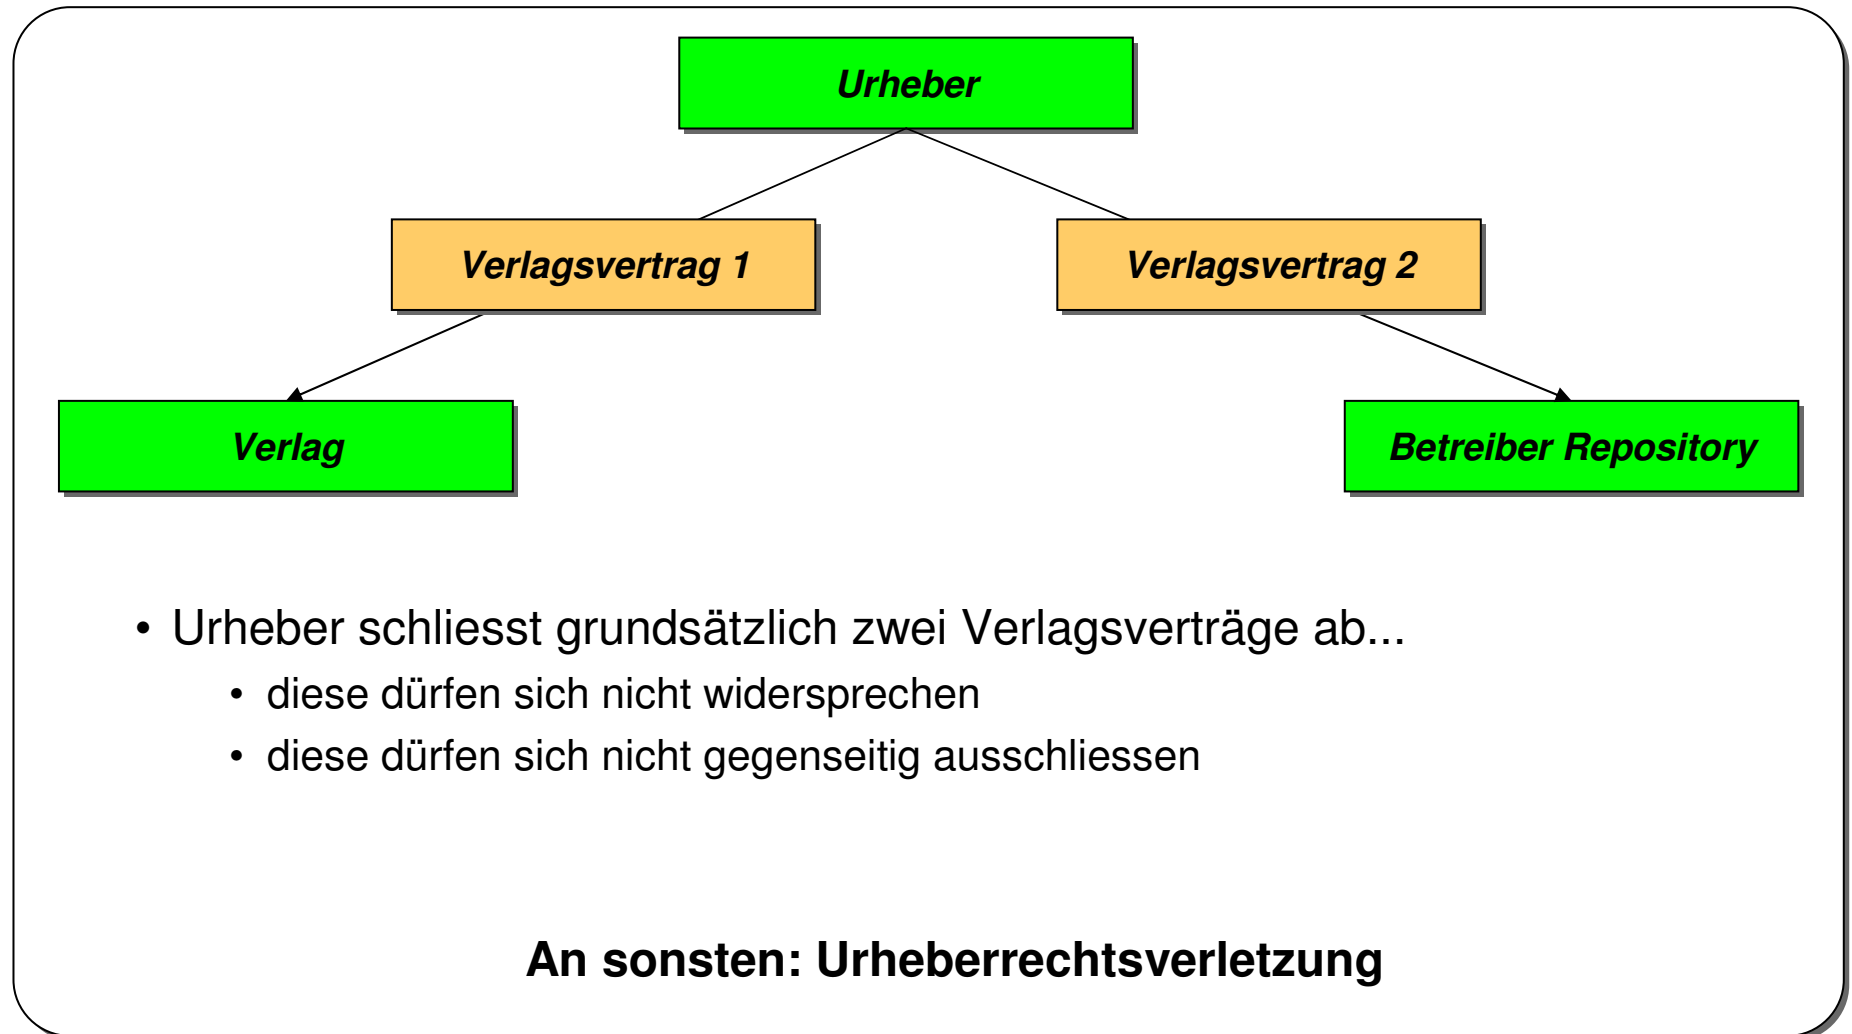 Urheber
Verlagsvertrag 1
Verlagsvertrag 2
Verlag
Betreiber Repository
• Urheber schliesst grundsätzlich zwei Verlagsverträge ab...
• diese dürfen sich nicht widersprechen
• diese dürfen sich nicht gegenseitig ausschliessen
An sonsten: Urheberrechtsverletzung